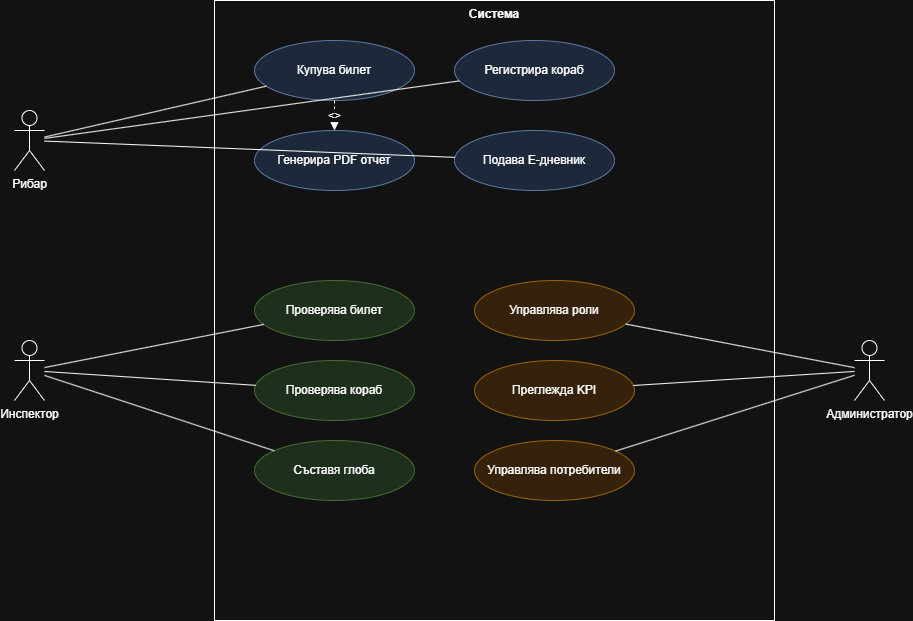 Система
Купува билет
Регистрира кораб
<>
Генерира PDF отчет
Подава Е-дневник
Рибар
Проверява билет
Управлява роли
Проверява кораб
Преглежда KPI
Инспектор
Администратор
Съставя глоба
Управлява потребители